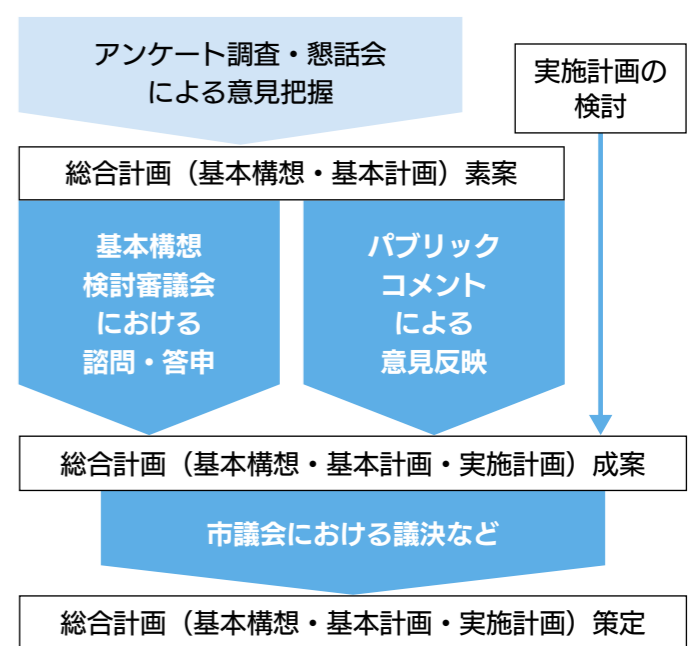 アンケート調査・懇話会
による意見把握
実施計画の
検討
総合計画（基本構想・基本計画）素案
基本構想
検討審議会
における
諮問・答申
パブリック
コメント
による
意見反映
総合計画（基本構想・基本計画・実施計画）成案
市議会における議決など
総合計画（基本構想・基本計画・実施計画）策定